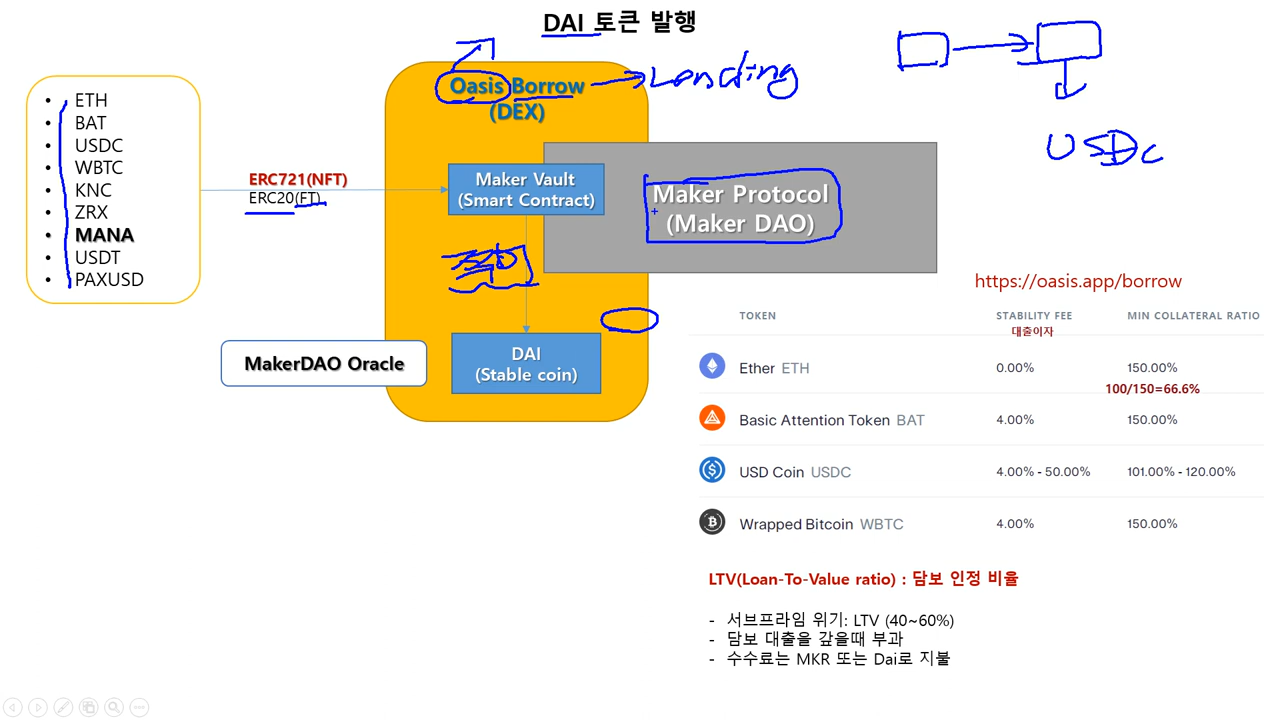 DAI 토큰 발행
ETH
BAT
USDC
WBTC
KNC
ZRX
MANA
USDT
PAXUSD
ERC721(NFT)
ERC20(FT)
Oasis Borrow
(DEX)
Lending
USDc
Maker Vault
(Smart Contract)
Maker Protocol
(Maker DAO)
DAI
(Stable coin)
MakerDAO Oracle
https://oasis.app/borrow
TOKEN STABILITY FEE MIN COLLATERAL RATIO
대출이자
Ether ETH 0.00% 150.00%
100/150=66.6%
Basic Attention Token BAT 4.00% 150.00%
USD Coin USDC 4.00% - 50.00% 101.00% - 120.00%
Wrapped Bitcoin WBTC 4.00% 150.00%
LTV(Loan-To-Value ratio) : 담보 인정 비율
- 서브프라임 위기: LTV (40~60%)
- 담보 대출을 갚을때 부과
- 수수료는 MKR 또는 Dai로 지불